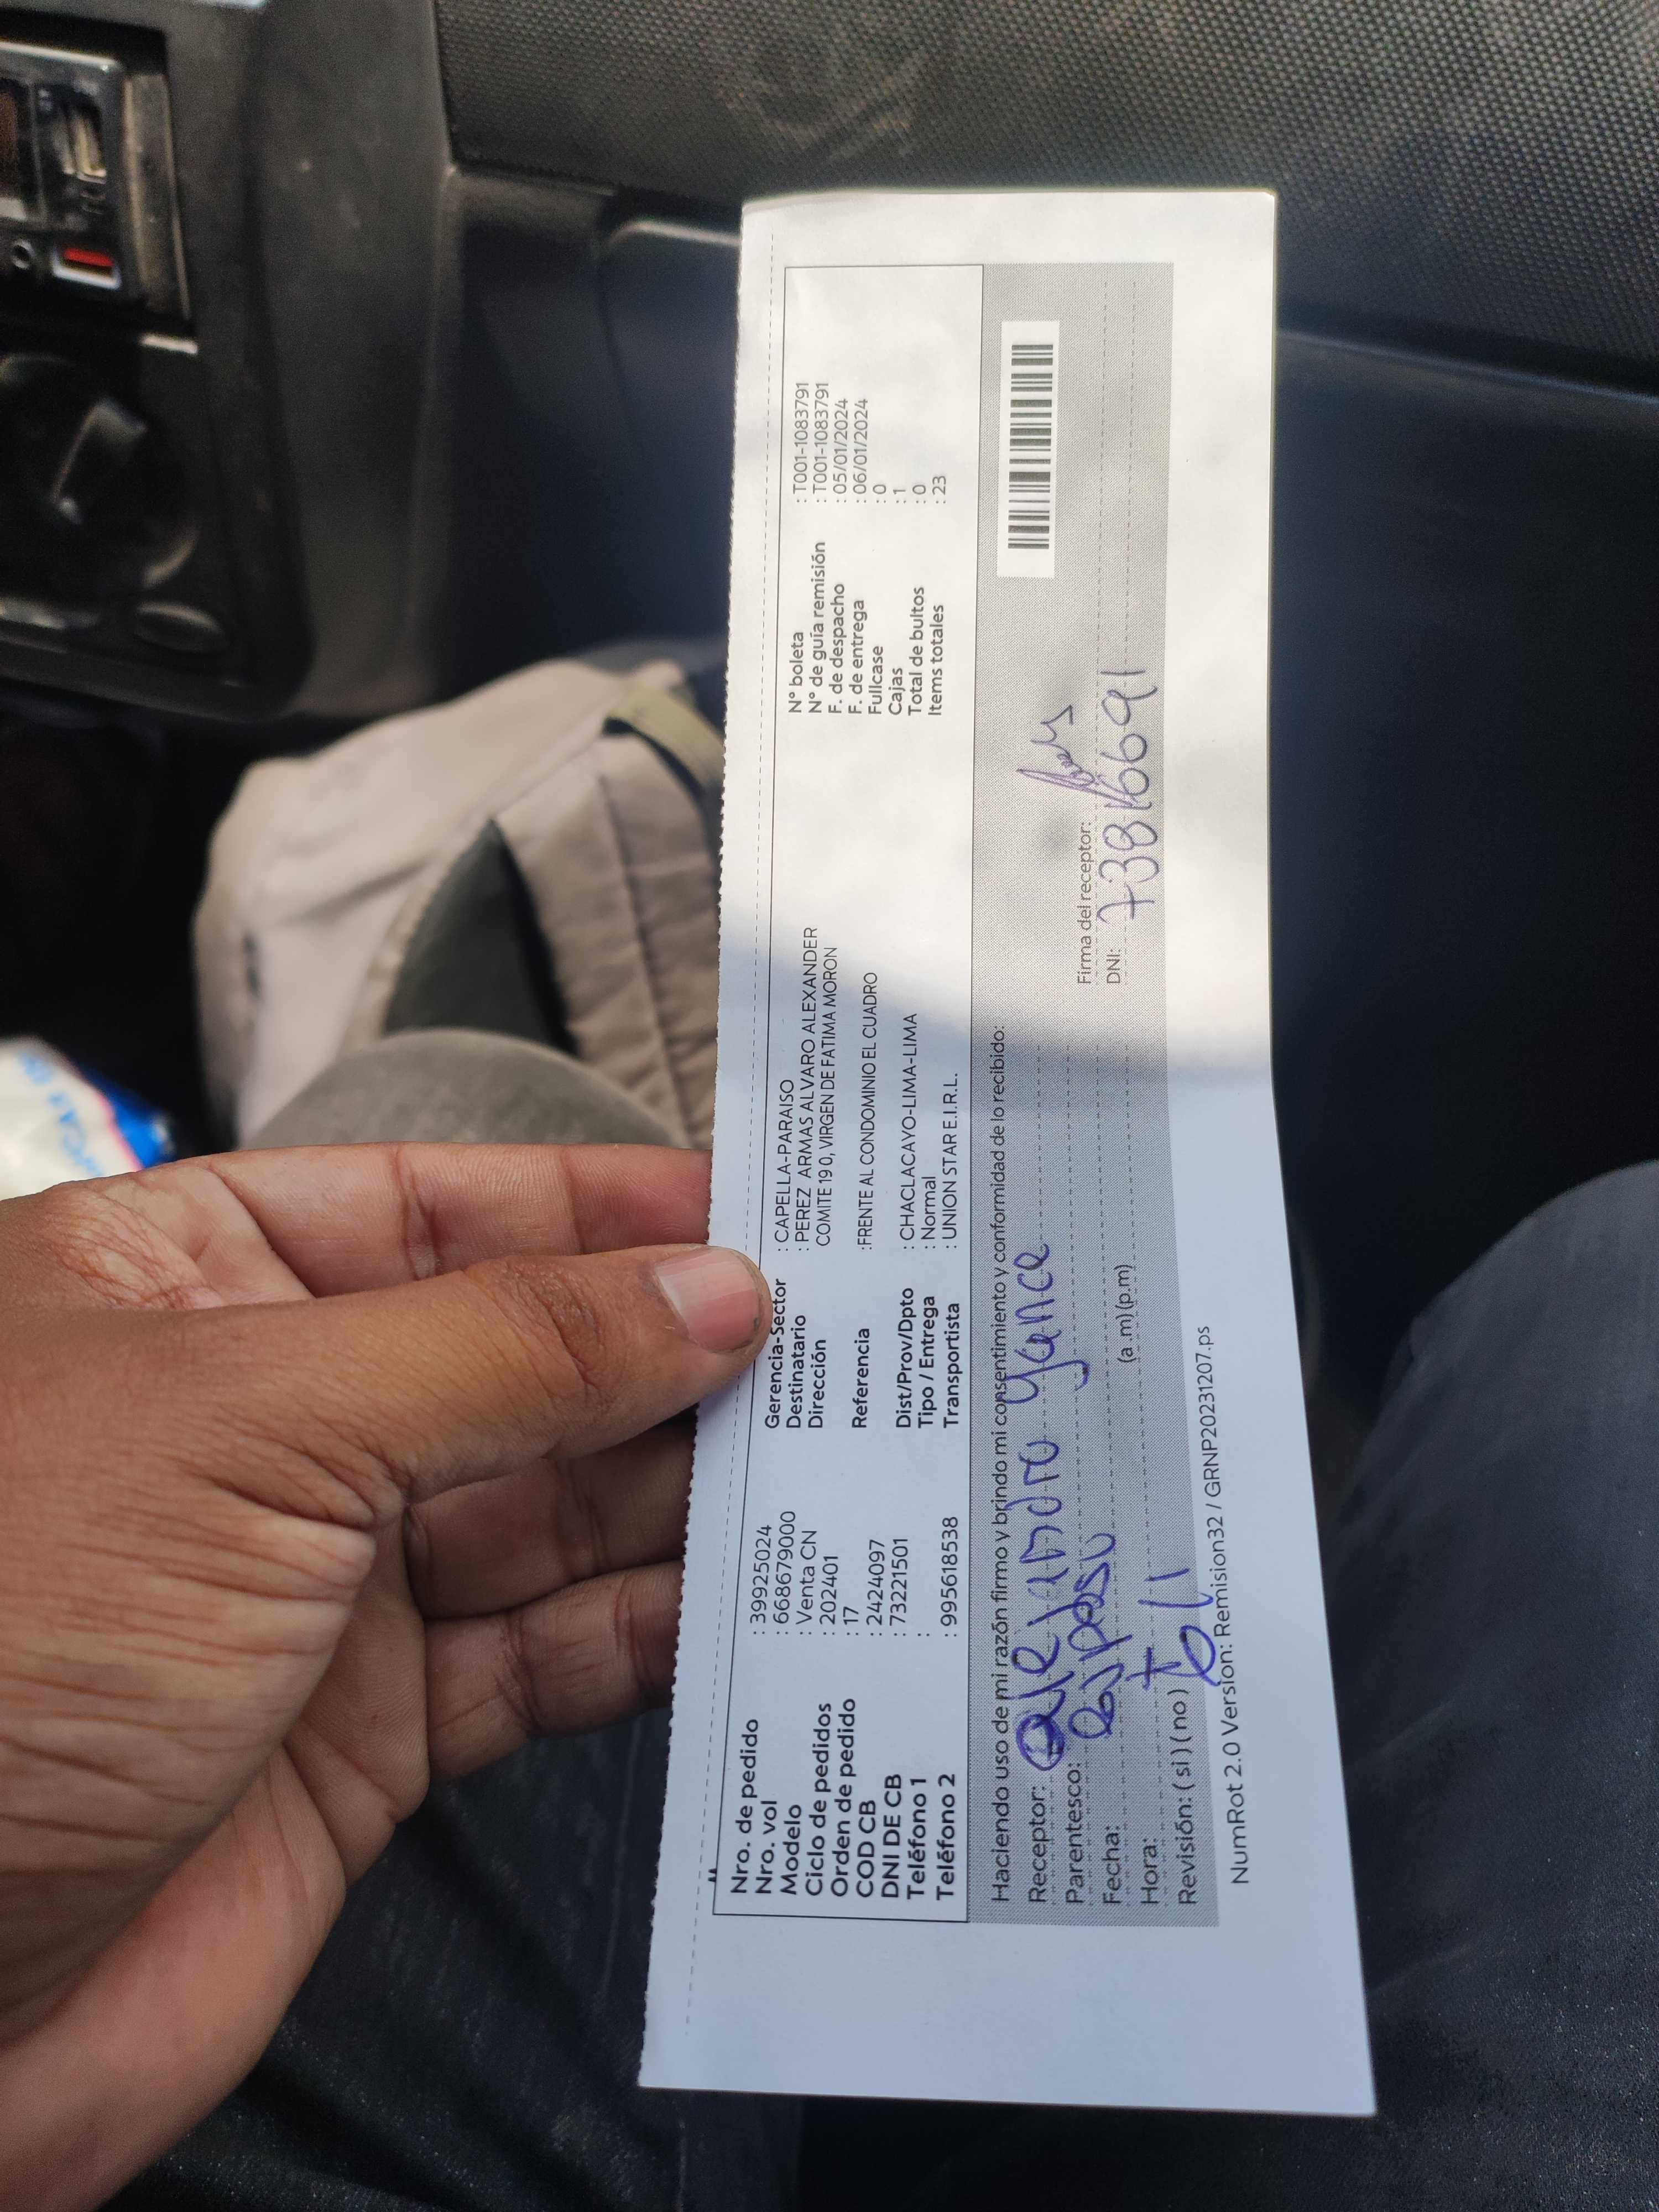 Nro. de pedido : 39925024
Nro. vol : 668679000
Modelo : Venta CN
Ciclo de pedidos : 202401
Orden de pedido 17
COD CB : 2424097
DNI DE CB : 73221501
Teléfono 1 :
Teléfono 2 : 995618538
Gerencia-Sector : CAPELLA-PARAISO
Destinatario : PEREZ ARMAS ALVARO ALEXANDER
Dirección COMITE 19 0, VIRGEN DE FATIMA MORON
Referencia :FRENTE AL CONDOMINIO EL CUADRO
Dist/Prov/Dpto : CHACLACAYO-LIMA-LIMA
Tipo / Entrega : Normal
Transportista : UNION STAR E.I.R.L.
N° boleta : T001-1083791
N° de guía remisión : T001-1083791
F. de despacho : 05/01/2024
F. de entrega : 06/01/2024
Fullcase : 0
Cajas : 1
Total de bultos : 0
Items totales : 23
Haciendo uso de mi razón firmo y brindo mi consentimiento y conformidad de lo recibido:
Receptor: alejandro yance
Parentesco: esposo
Fecha:
Hora: (a .m) (p.m)
Revisión: ( si ) ( no )
Firma del receptor:
DNI: 73816691
NumRot 2.0 Version: Remision32 / GRNP20231207.ps